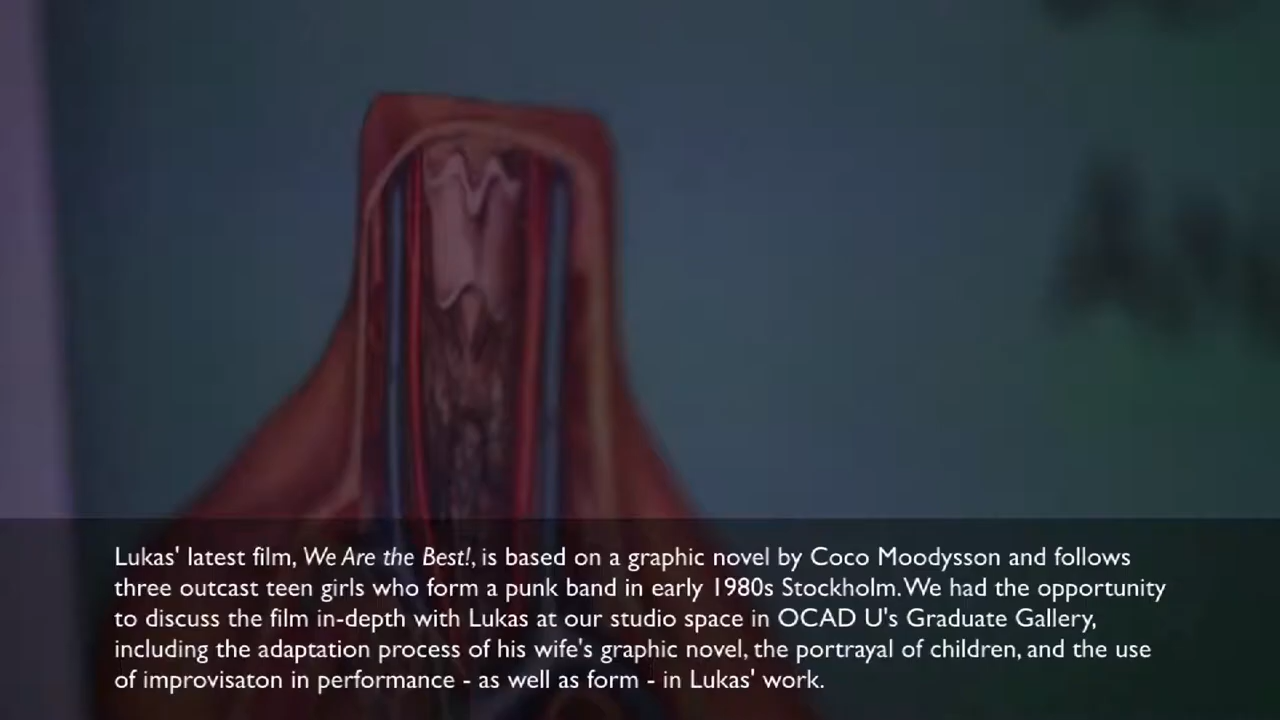 Lukas' latest film, We Are the Best!, is based on a graphic novel by Coco Moodysson and follows
three outcast teen girls who form a punk band in early 1980s Stockholm. We had the opportunity
to discuss the film in-depth with Lukas at our studio space in OCAD U's Graduate Gallery,
including the adaptation process of his wife's graphic novel, the portrayal of children, and the use
of improvisaton in performance - as well as form - in Lukas' work.